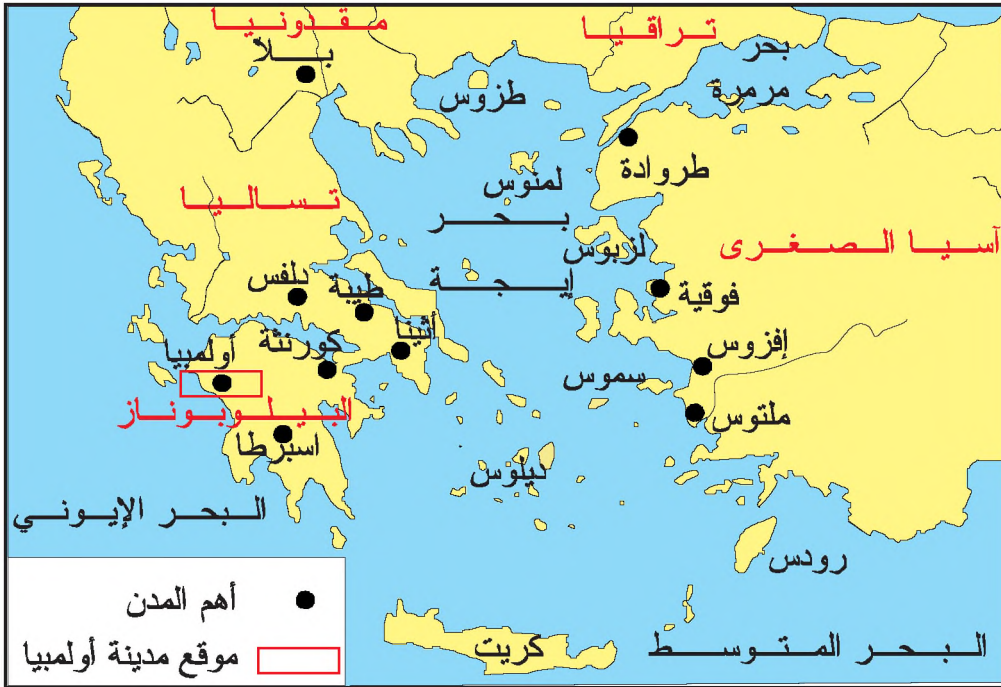 مقدونيا
تراقيا
بلا
بحر
مرمرة
طزوس
طروادة
لمنوس
تساليا
بحر
إيجة
لزبوس
آسيا الصغرى
دلفس
طيبة
فوقية
أثينا
كورنثة
أولمبيا
إفزوس
سموس
البيلوبوناز
ملتوس
اسبرطا
ديلوس
البحر الإيوني
رودس
كريت
البحر المتوسط
أهم المدن
موقع مدينة أولمبيا